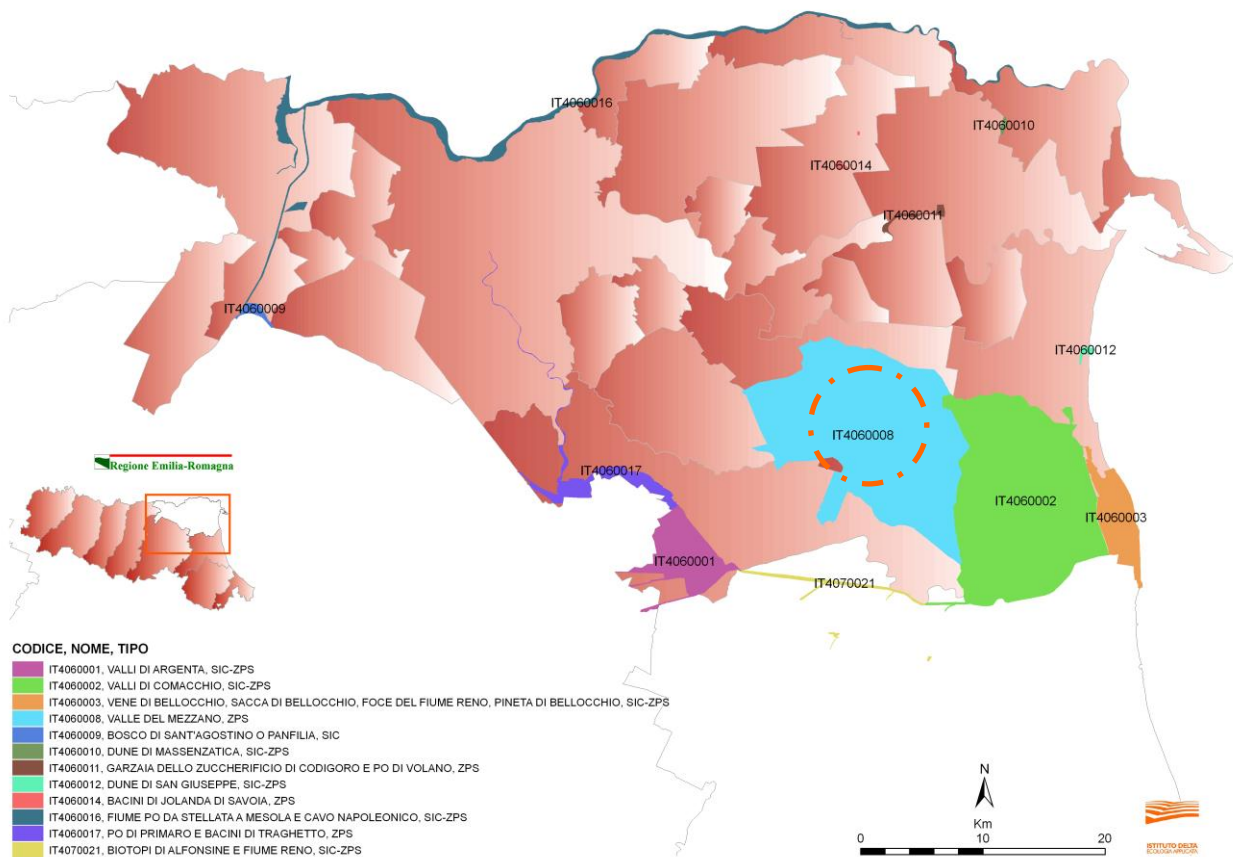 IT4060016
IT4060010
IT4060014
IT4060011
IT4060009
IT4060012
IT4060008
IT4060017
IT4060002
IT4060003
IT4060001
IT4070021
Regione Emilia-Romagna
CODICE, NOME, TIPO
IT4060001, VALLI DI ARGENTA, SIC-ZPS
IT4060002, VALLI DI COMACCHIO, SIC-ZPS
IT4060003, VENE DI BELLOCCHIO, SACCA DI BELLOCCHIO, FOCE DEL FIUME RENO, PINETA DI BELLOCCHIO, SIC-ZPS
IT4060008, VALLE DEL MEZZANO, ZPS
IT4060009, BOSCO DI SANT'AGOSTINO O PANFILIA, SIC
IT4060010, DUNE DI MASSENZATICA, SIC-ZPS
IT4060011, GARZAIA DELLO ZUCCHERIFICIO DI CODIGORO E PO DI VOLANO, ZPS
IT4060012, DUNE DI SAN GIUSEPPE, SIC-ZPS
IT4060014, BACINI DI JOLANDA DI SAVOIA, ZPS
IT4060016, FIUME PO DA STELLATA A MESOLA E CAVO NAPOLEONICO, SIC-ZPS
IT4060017, PO DI PRIMARO E BACINI DI TRAGHETTO, ZPS
IT4070021, BIOTOPI DI ALFONSINE E FIUME RENO, SIC-ZPS
N
Km
0 10 20
ISTITUTO DELTA
ECOLOGIA APPLICATA